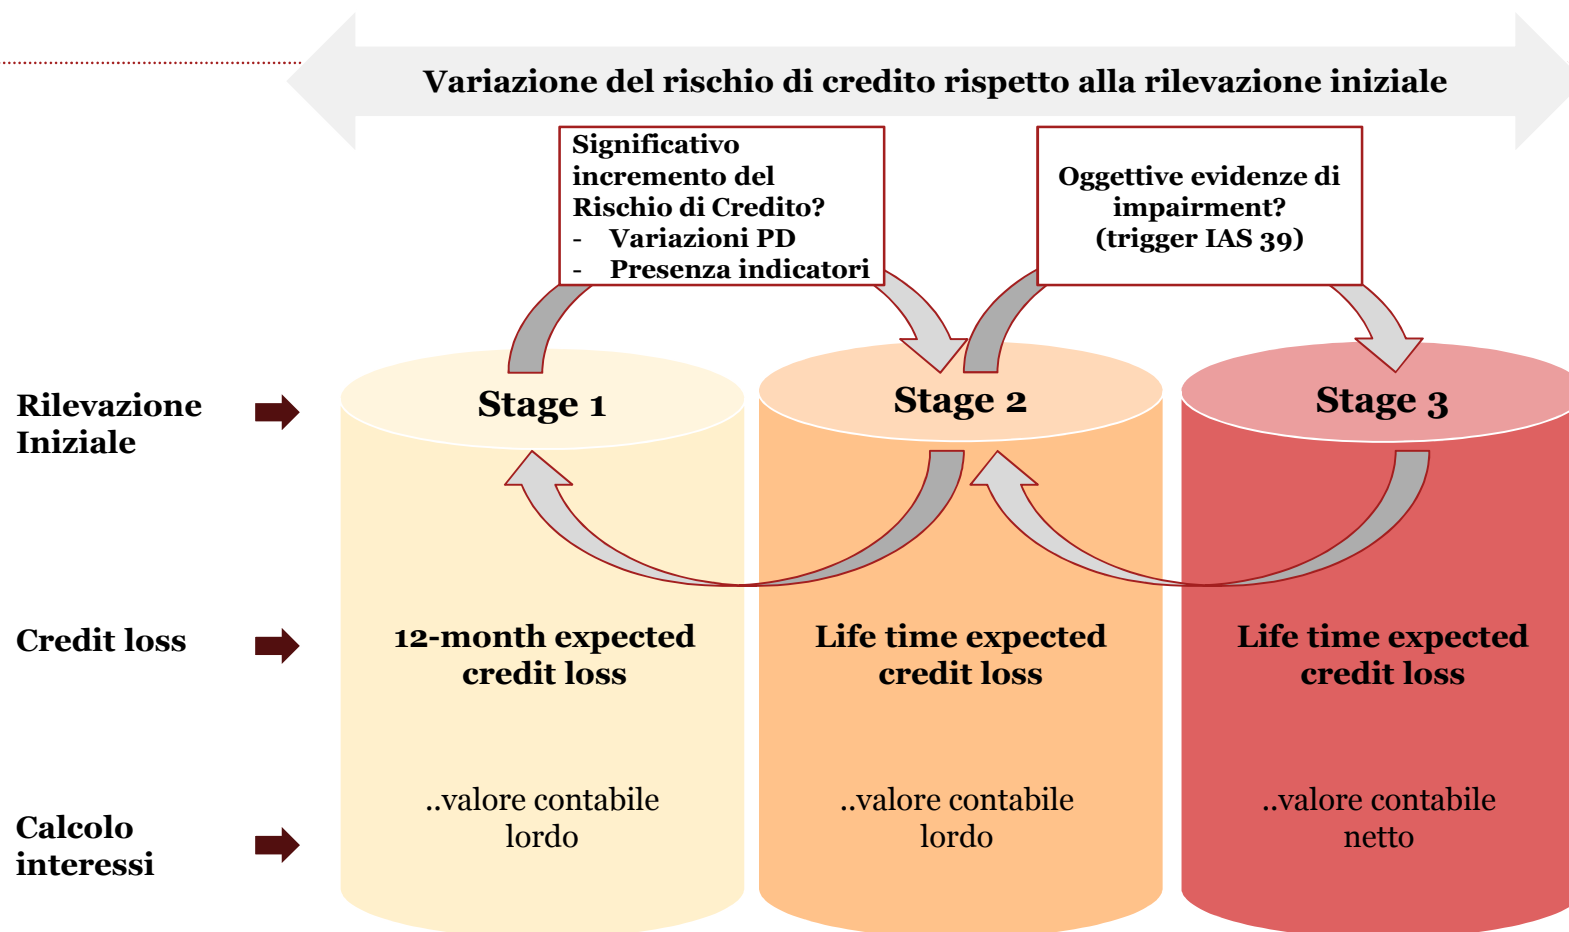 Variazione del rischio di credito rispetto alla rilevazione iniziale
Significativo
incremento del
Rischio di Credito?
- Variazioni PD
- Presenza indicatori
Oggettive evidenze di
impairment?
(trigger IAS 39)
Rilevazione
Iniziale
Stage 1
Stage 2
Stage 3
Credit loss
12-month expected
credit loss
Life time expected
credit loss
Life time expected
credit loss
Calcolo
interessi
..valore contabile
lordo
..valore contabile
lordo
..valore contabile
netto